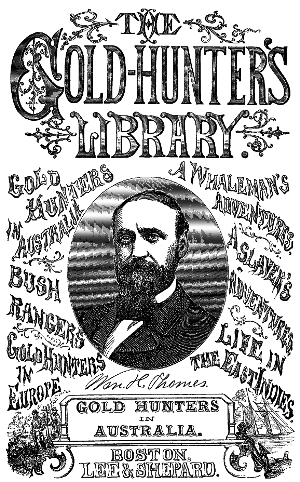 THE
GOLD-HUNTER'S
LIBRARY.
GOLD
HUNTERS
IN
AUSTRALIA
BUSH
RANGERS
GOLD HUNTERS
IN
EUROPE
A WHALEMAN'S
ADVENTURES
A SLAVER'S
ADVENTURES
LIFE IN
THE EAST INDIES
Wm. H. Thomes.
GOLD HUNTERS
IN
AUSTRALIA.
BOSTON.
LEE & SHEPARD.